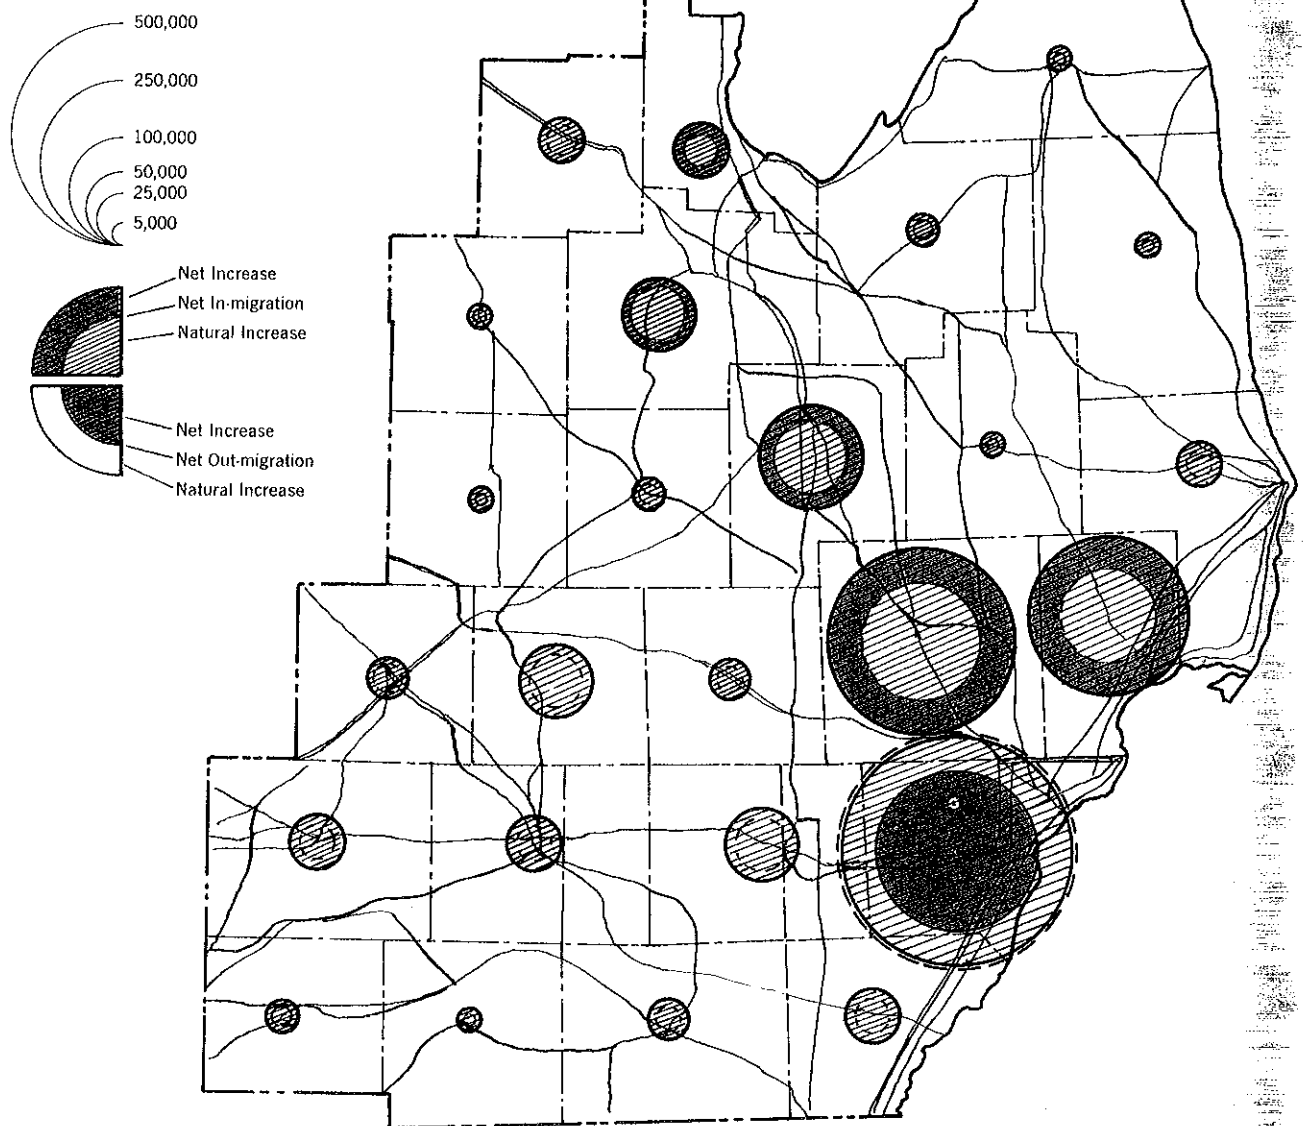 500,000
250,000
100,000
50,000
25,000
5,000
Net Increase
Net In-migration
Natural Increase
Net Increase
Net Out-migration
Natural Increase